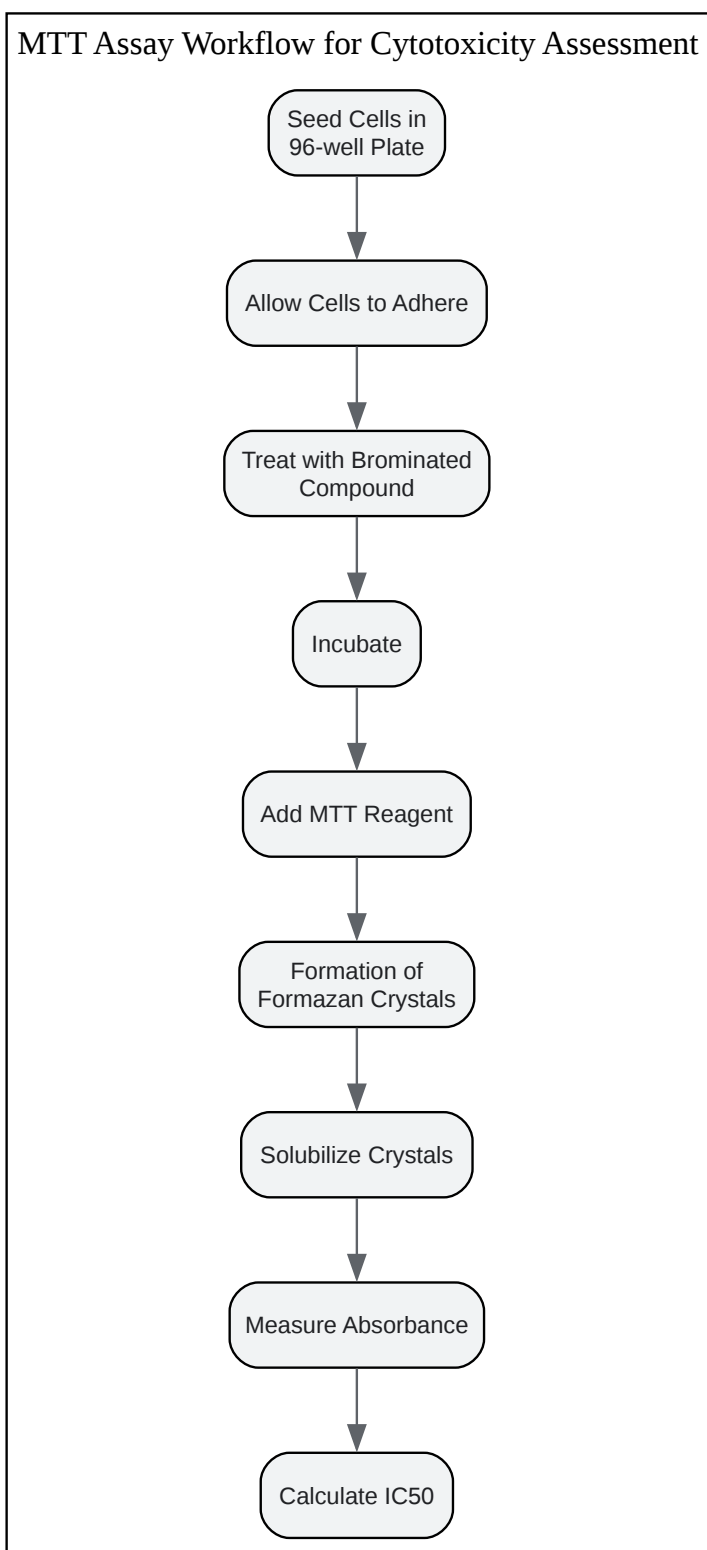 MTT Assay Workflow for Cytotoxicity Assessment
Seed Cells in
96-well Plate
Allow Cells to Adhere
Treat with Brominated
Compound
Incubate
Add MTT Reagent
Formation of
Formazan Crystals
Solubilize Crystals
Measure Absorbance
Calculate IC50